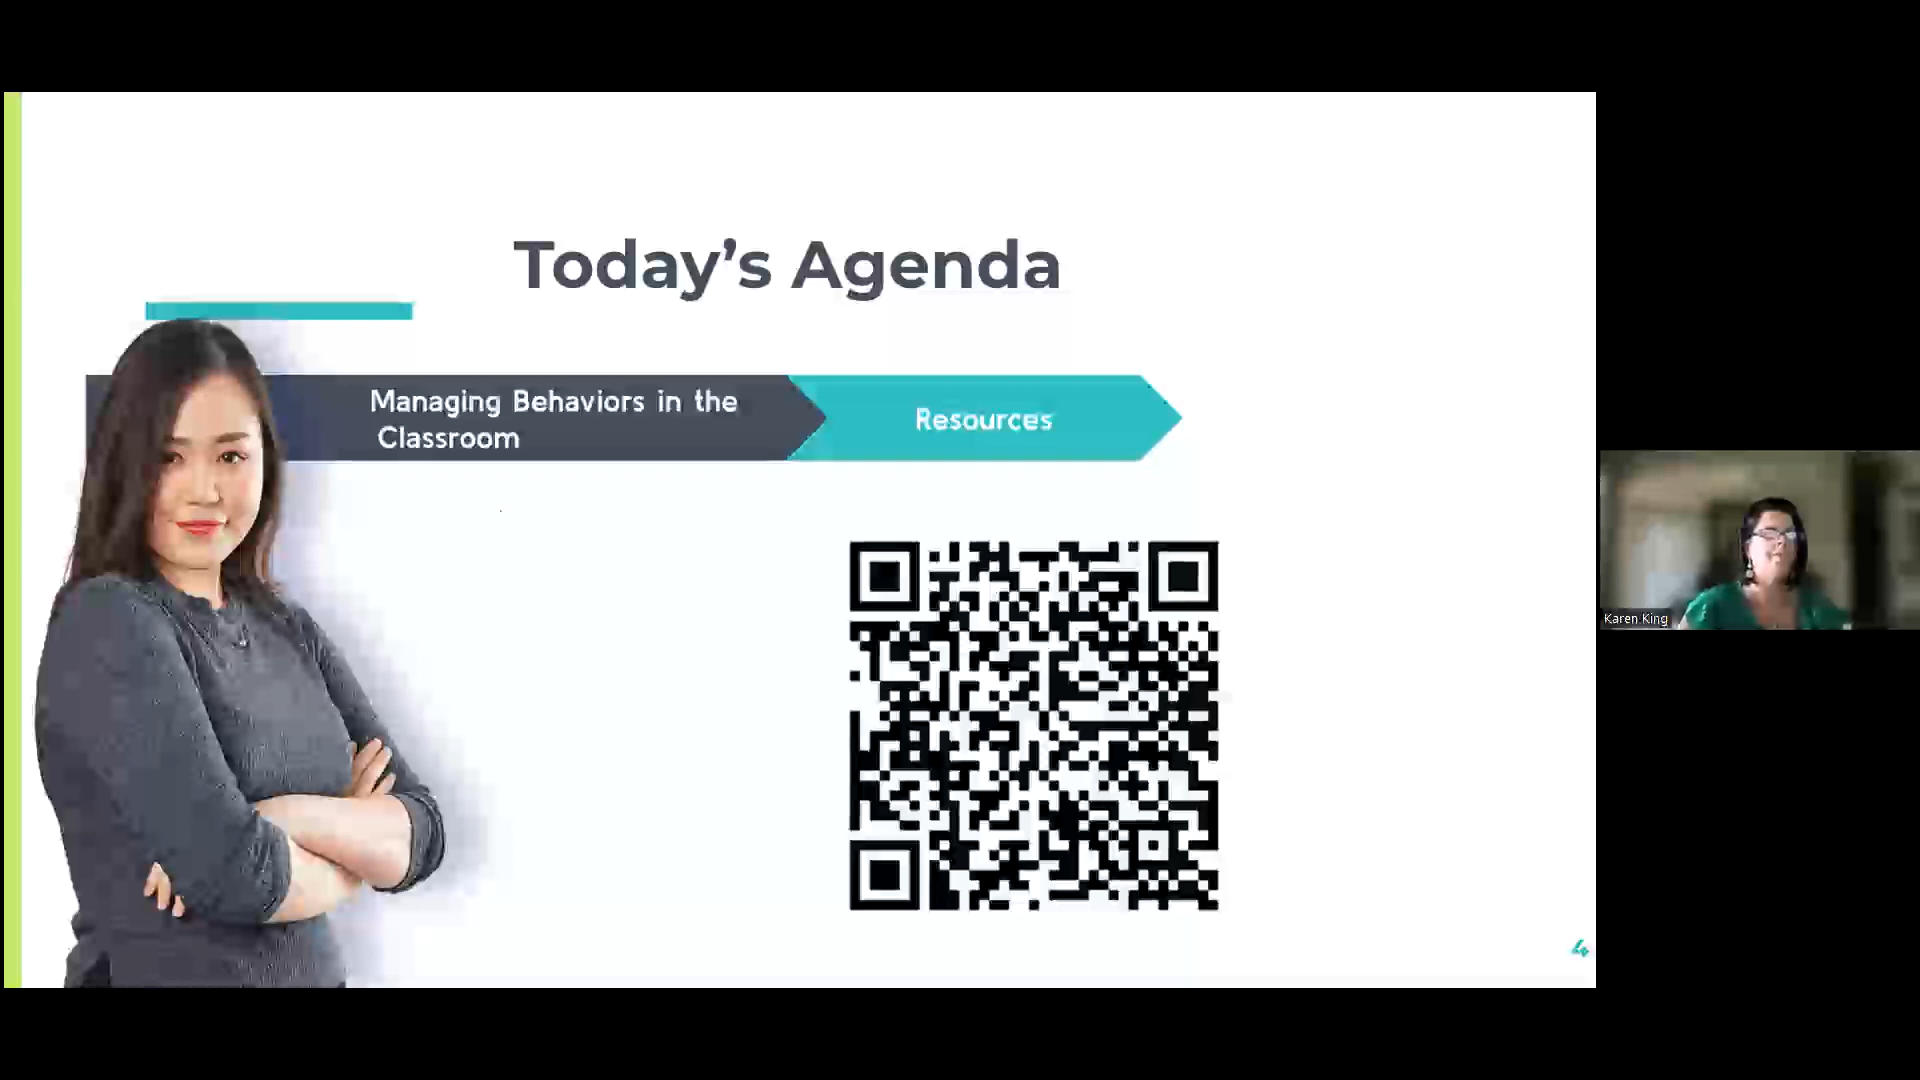 Today's Agenda
Managing Behaviors in the
Classroom
Resources
Karen King
4